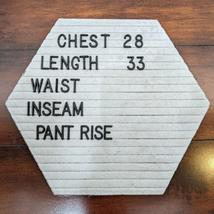 CHEST 28
LENGTH 33
WAIST
INSEAM
PANT RISE